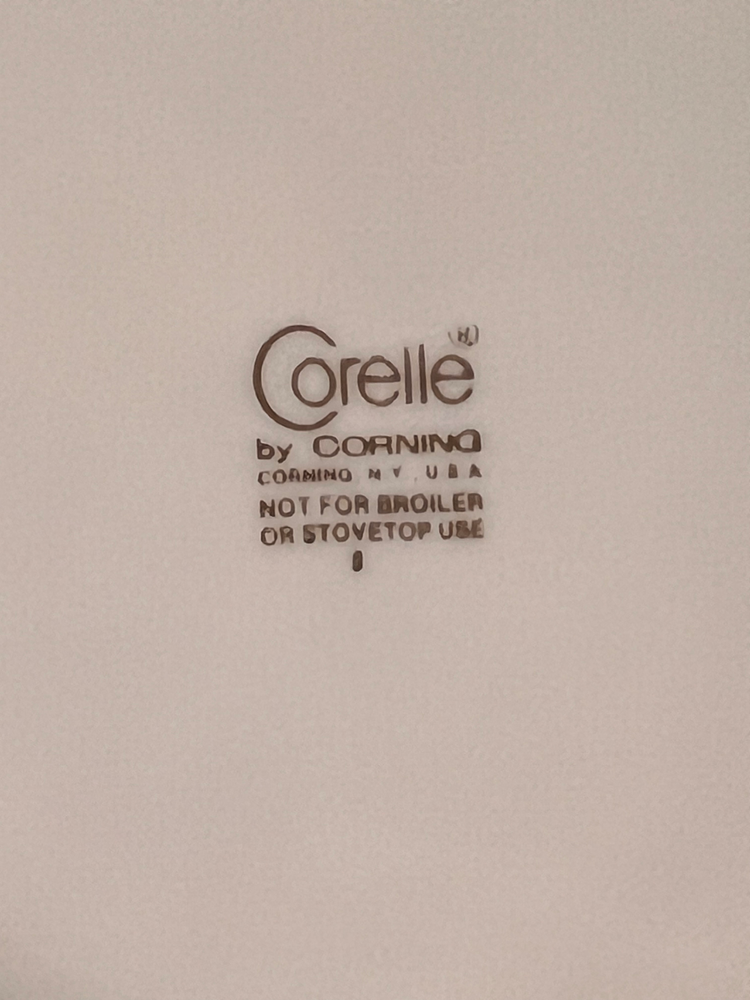 Corelle®
by CORNING
CORNING N Y , U S A
NOT FOR BROILER
OR STOVETOP USE